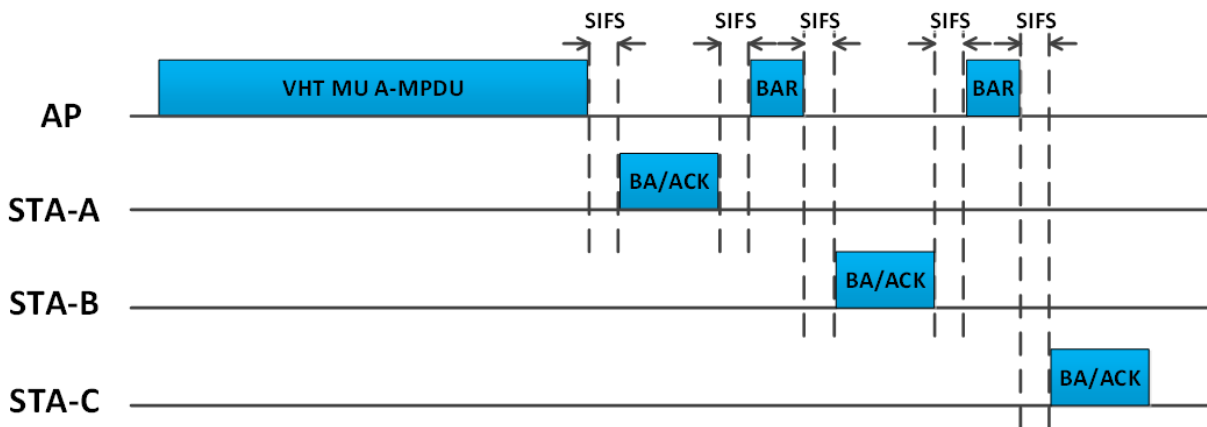 SIFS SIFS SIFS SIFS SIFS
AP VHT MU A-MPDU BAR BAR
STA-A BA/ACK
STA-B BA/ACK
STA-C BA/ACK